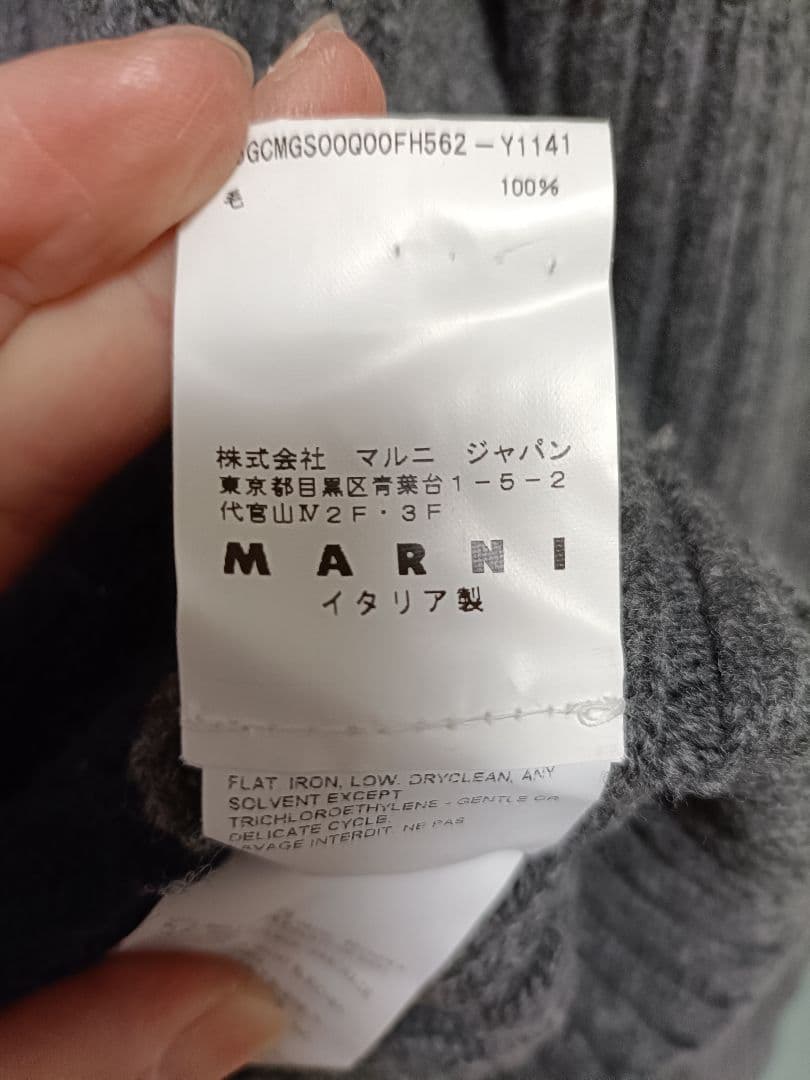 GCMGS00Q00FH562-Y1141
毛 100%
株式会社 マルニ ジャパン
東京都目黒区青葉台1-5-2
代官山Ⅳ2F・3F
MARNI
イタリア製
FLAT IRON, LOW. DRYCLEAN, ANY
SOLVENT EXCEPT
TRICHLOROETHYLENE - GENTLE OR
DELICATE CYCLE.
AVAGE INTERDIT. NE PAS